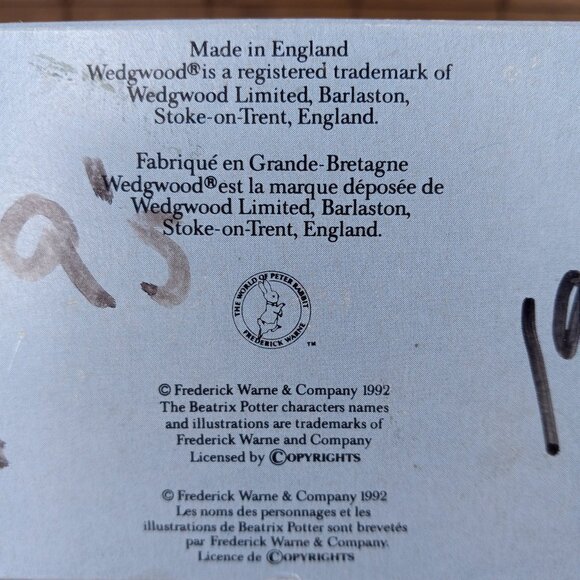 Made in England
Wedgwood® is a registered trademark of
Wedgwood Limited, Barlaston,
Stoke-on-Trent, England.
Fabriqué en Grande-Bretagne
Wedgwood® est la marque déposée de
Wedgwood Limited, Barlaston,
Stoke-on-Trent, England.
THE WORLD OF PETER RABBIT
FREDERICK WARNE
™
© Frederick Warne & Company 1992
The Beatrix Potter characters names
and illustrations are trademarks of
Frederick Warne and Company
Licensed by ©OPYRIGHTS
© Frederick Warne & Company 1992
Les noms des personnages et les
illustrations de Beatrix Potter sont brevetés
par Frederick Warne & Company.
Licence de ©OPYRIGHTS